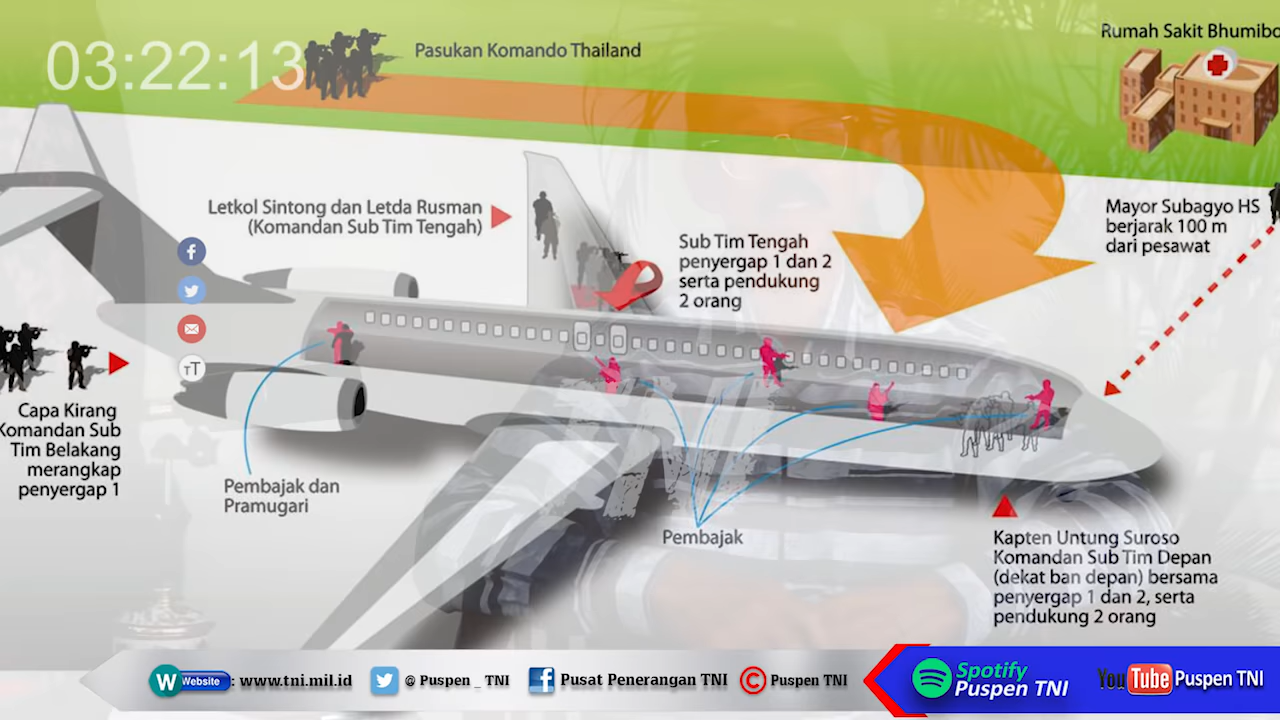 03:22:13
Pasukan Komando Thailand
Rumah Sakit Bhumibo
Letkol Sintong dan Letda Rusman
(Komandan Sub Tim Tengah)
Sub Tim Tengah
penyergap 1 dan 2
serta pendukung
2 orang
Mayor Subagyo HS
berjarak 100 m
dari pesawat
f
TT
Capa Kirang
Komandan Sub
Tim Belakang
merangkap
penyergap 1
Pembajak dan
Pramugari
Pembajak
Kapten Untung Suroso
Komandan Sub Tim Depan
(dekat ban depan) bersama
penyergap 1 dan 2, serta
pendukung 2 orang
W Website : www.tni.mil.id
@ Puspen _ TNI
f Pusat Penerangan TNI
C Puspen TNI
Spotify
Puspen TNI
YouTube Puspen TNI